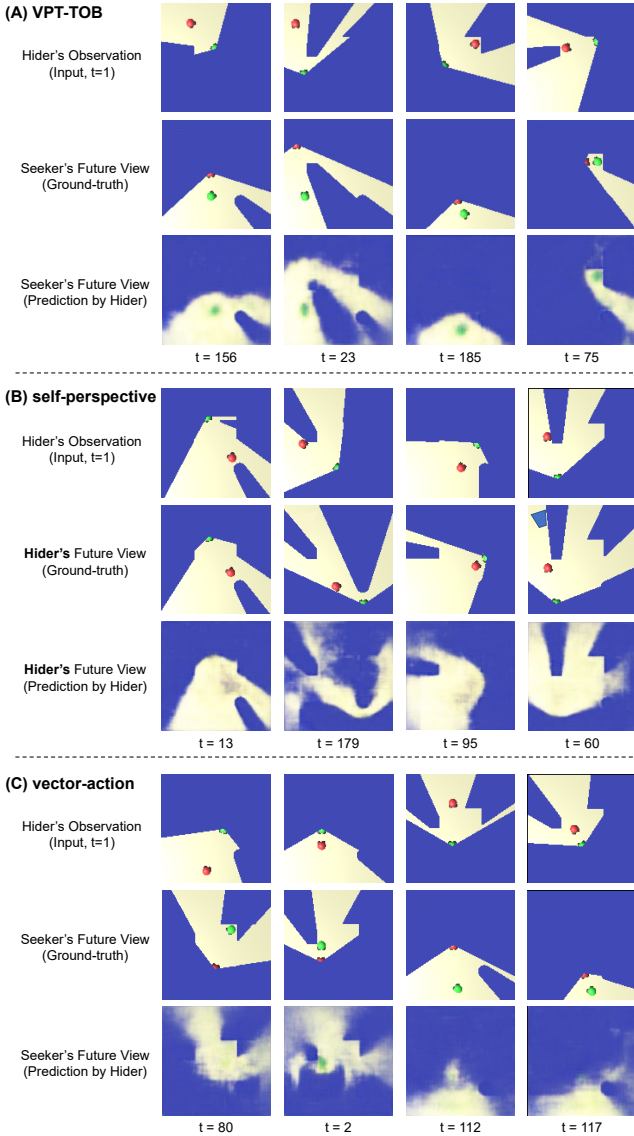 (A) VPT-TOB
Hider's Observation
(Input, t=1)
Seeker's Future View
(Ground-truth)
Seeker's Future View
(Prediction by Hider)
t = 156
t = 23
t = 185
t = 75
(B) self-perspective
Hider's Observation
(Input, t=1)
Hider's Future View
(Ground-truth)
Hider's Future View
(Prediction by Hider)
t = 13
t = 179
t = 95
t = 60
(C) vector-action
Hider's Observation
(Input, t=1)
Seeker's Future View
(Ground-truth)
Seeker's Future View
(Prediction by Hider)
t = 80
t = 2
t = 112
t = 117